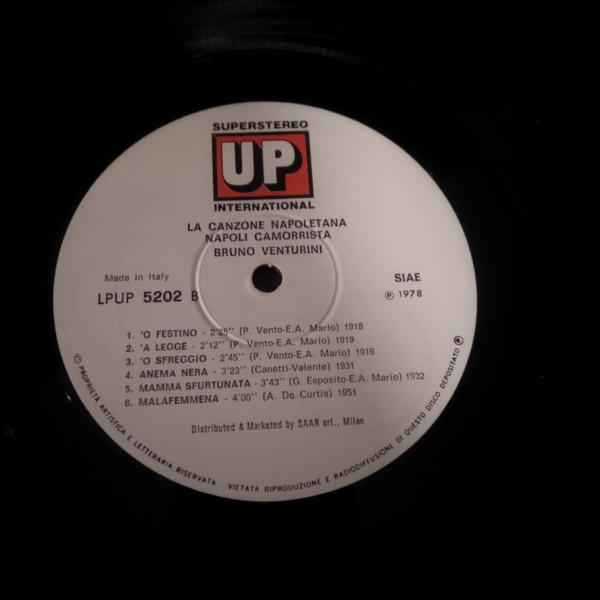 SUPERSTEREO
UP
INTERNATIONAL
LA CANZONE NAPOLETANA
NAPOLI CAMORRISTA
BRUNO VENTURINI
Made in Italy
SIAE
LPUP 5202 B
℗ 1978
1. 'O FESTINO - 2'25'' (P. Vento-E.A. Mario) 1918
2. 'A LEGGE - 2'12'' (P. Vento-E.A. Mario) 1919
3. 'O SFREGGIO - 2'45'' (P. Vento-E.A. Mario) 1919
4. ANEMA NERA - 3'23'' (Canetti-Valente) 1931
5. MAMMA SFURTUNATA - 3'43'' (G. Esposito-E.A. Mario) 1932
6. MALAFEMMENA - 4'00'' (A. De Curtis) 1951
Distributed & Marketed by SAAR srl., Milan
© PROPRIETA ARTISTICA E LETTERARIA RISERVATA VIETATA RIPRODUZIONE E RADIODIFFUSIONE DI QUESTO DISCO DEPOSITATO ℗